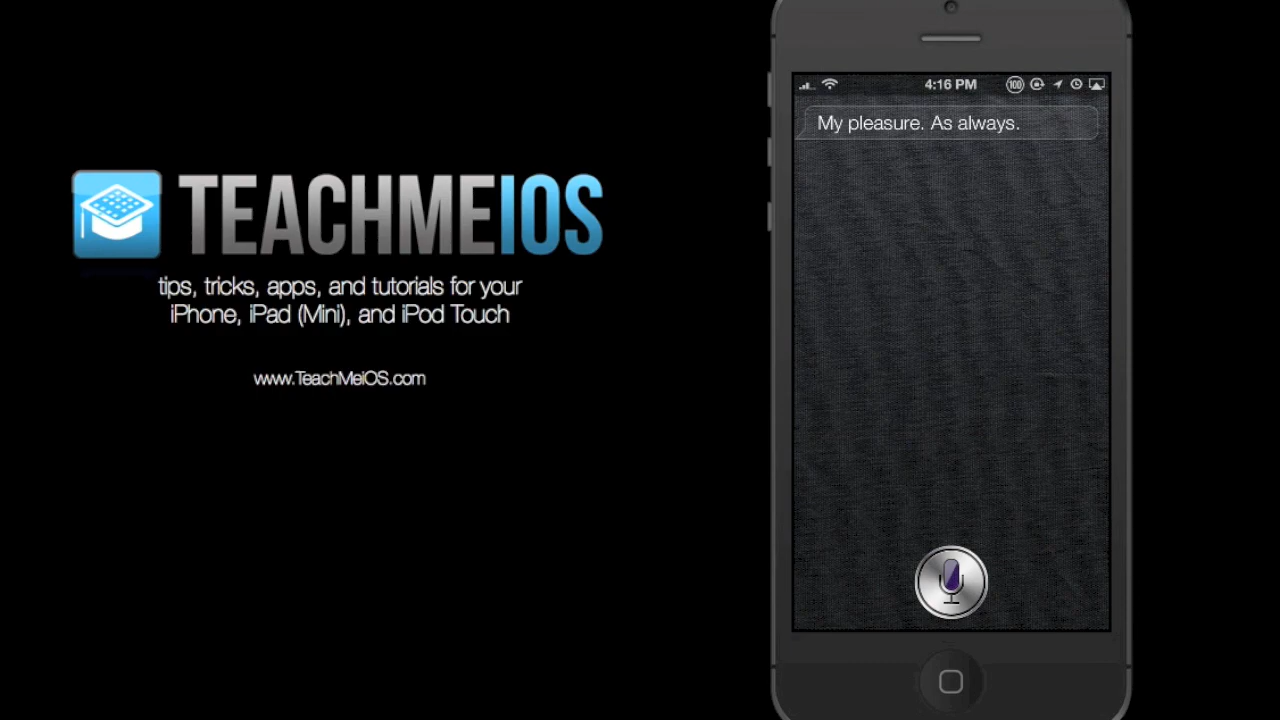 TEACHMEIOS
tips, tricks, apps, and tutorials for your
iPhone, iPad (Mini), and iPod Touch
www.TeachMeiOS.com
4:16 PM
100
My pleasure. As always.